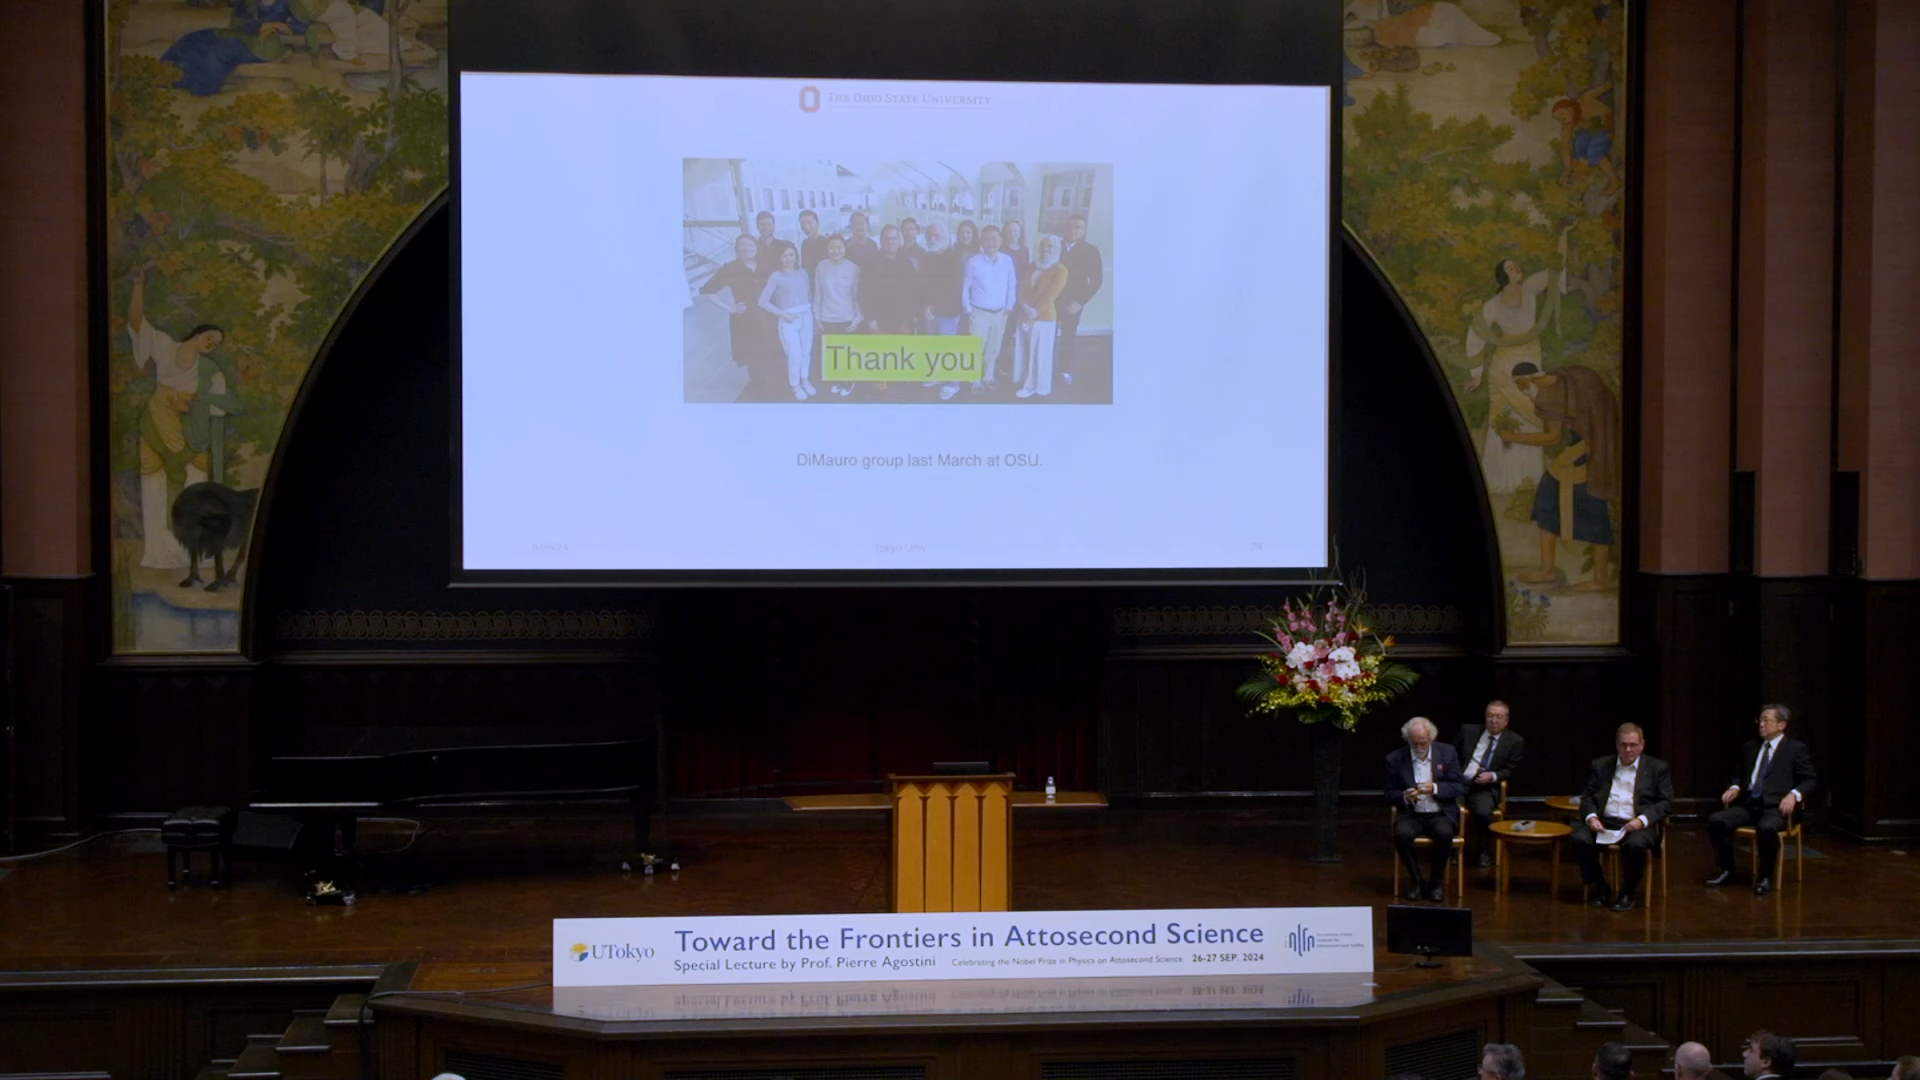 THE OHIO STATE UNIVERSITY
Thank you
DiMauro group last March at OSU.
Tokyo Univ
24
UTokyo
Toward the Frontiers in Attosecond Science
Special Lecture by Prof. Pierre Agostini
Celebrating the Nobel Prize in Physics on Attosecond Science
26-27 SEP. 2024